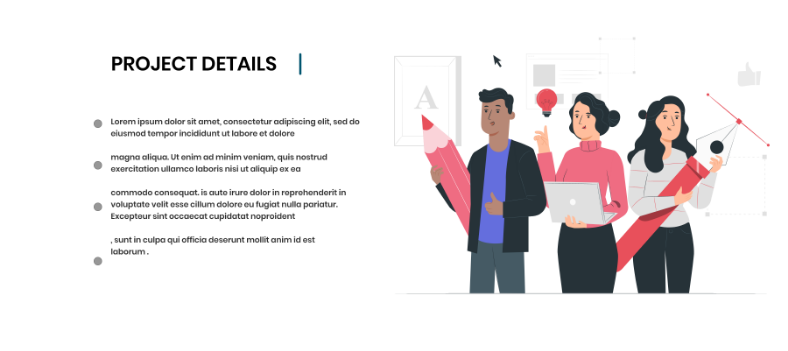 PROJECT DETAILS
Lorem ipsum dolor sit amet, consectetur adipiscing elit, sed do
eiusmod tempor incididunt ut labore et dolore
magna aliqua. Ut enim ad minim veniam, quis nostrud
exercitation ullamco laboris nisi ut aliquip ex ea
commodo consequat. is aute irure dolor in reprehenderit in
voluptate velit esse cillum dolore eu fugiat nulla pariatur.
Excepteur sint occaecat cupidatat noproident
, sunt in culpa qui officia deserunt mollit anim id est
laborum .
A